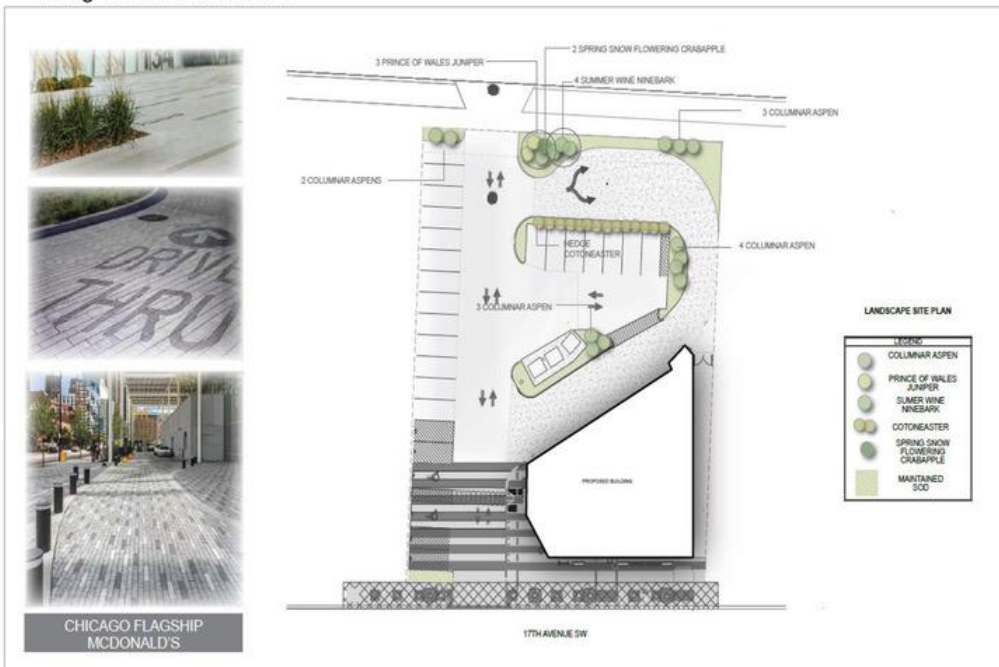 DRIVE
THRU
CHICAGO FLAGSHIP
MCDONALD'S
2 SPRING SNOW FLOWERING CRABAPPLE
3 PRINCE OF WALES JUNIPER
4 SUMMER WINE NINEBARK
3 COLUMNAR ASPEN
2 COLUMNAR ASPENS
HEDGE
COTONEASTER
4 COLUMNAR ASPEN
3 COLUMNAR ASPEN
PROPOSED BUILDING
17TH AVENUE SW
LANDSCAPE SITE PLAN
LEGEND
COLUMNAR ASPEN
PRINCE OF WALES
JUNIPER
SUMER WINE
NINEBARK
COTONEASTER
SPRING SNOW
FLOWERING
CRABAPPLE
MAINTAINED
SOD